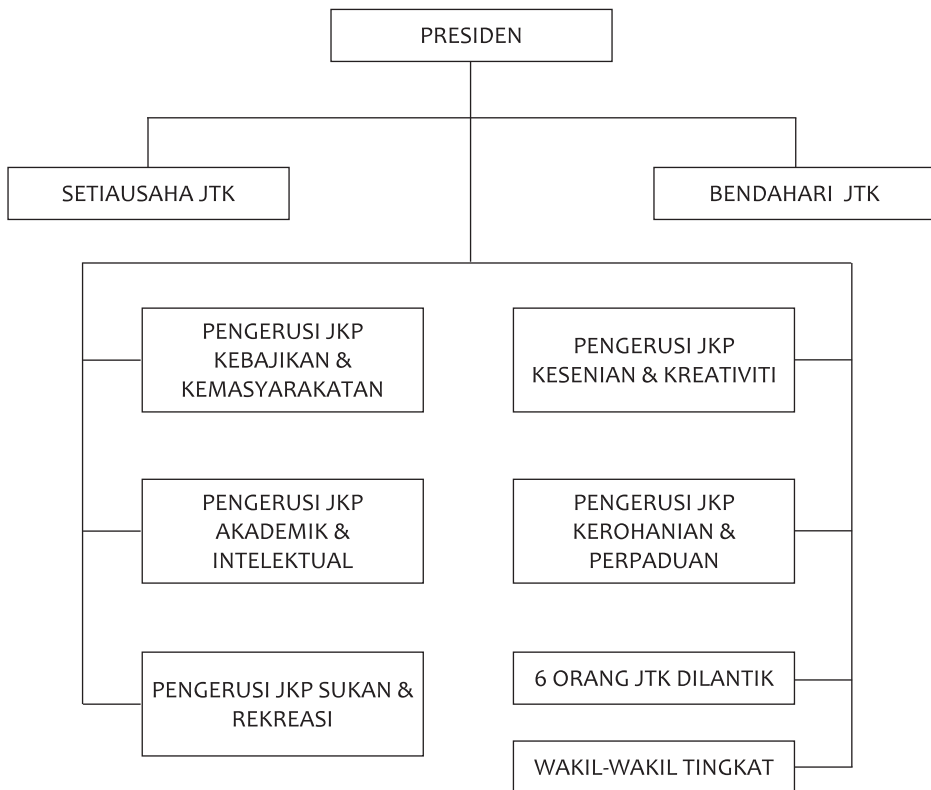 PRESIDEN
SETIAUSAHA JTK
BENDAHARI JTK
PENGERUSI JKP
KEBAJIKAN &
KEMASYARAKATAN
PENGERUSI JKP
KESENIAN & KREATIVITI
PENGERUSI JKP
AKADEMIK &
INTELEKTUAL
PENGERUSI JKP
KEROHANIAN &
PERPADUAN
PENGERUSI JKP SUKAN &
REKREASI
6 ORANG JTK DILANTIK
WAKIL-WAKIL TINGKAT